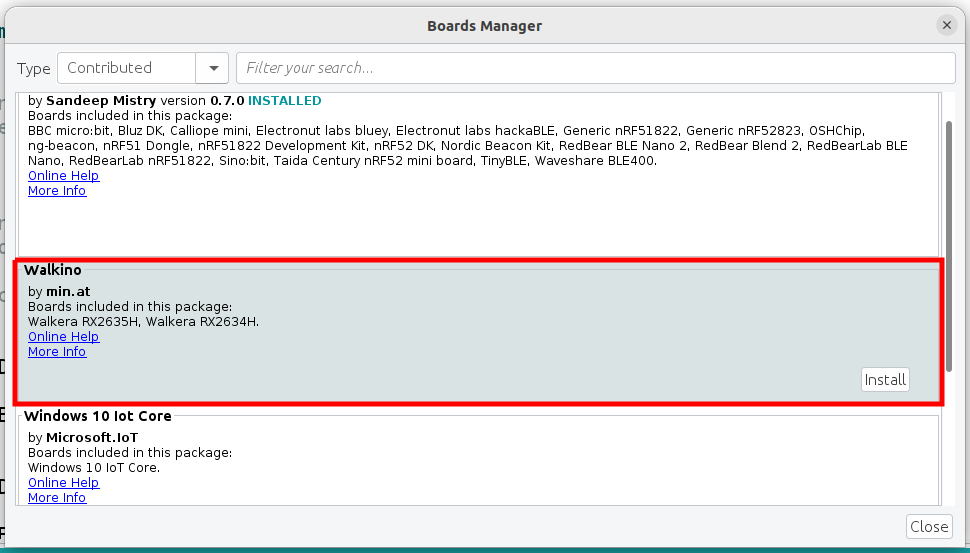 Boards Manager
Type Contributed Filter your search...
by Sandeep Mistry version 0.7.0 INSTALLED
Boards included in this package:
BBC micro:bit, Bluz DK, Calliope mini, Electronut labs bluey, Electronut labs hackaBLE, Generic nRF51822, Generic nRF52823, OSHChip,
ng-beacon, nRF51 Dongle, nRF51822 Development Kit, nRF52 DK, Nordic Beacon Kit, RedBear BLE Nano 2, RedBear Blend 2, RedBearLab BLE
Nano, RedBearLab nRF51822, Sino:bit, Taida Century nRF52 mini board, TinyBLE, Waveshare BLE400.
Online Help
More Info
Walkino
by min.at
Boards included in this package:
Walkera RX2635H, Walkera RX2634H.
Online Help
More Info
Install
Windows 10 Iot Core
by Microsoft.IoT
Boards included in this package:
Windows 10 IoT Core.
Online Help
More Info
Close